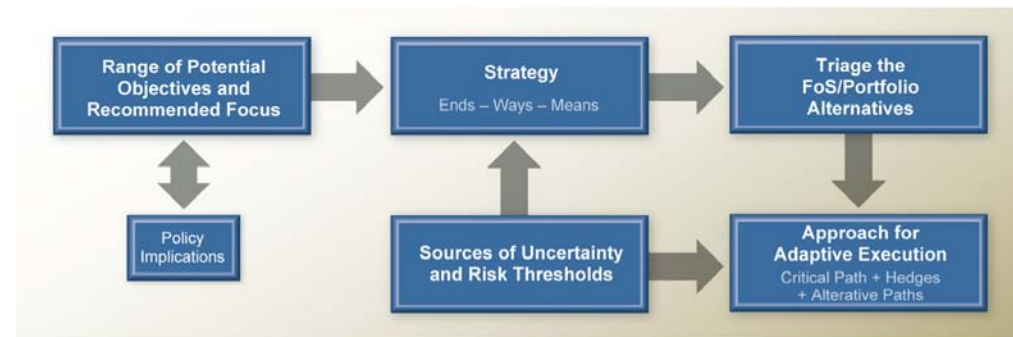 Range of Potential
Objectives and
Recommended Focus
Strategy
Ends – Ways – Means
Triage the
FoS/Portfolio
Alternatives
Policy
Implications
Sources of Uncertainty
and Risk Thresholds
Approach for
Adaptive Execution
Critical Path + Hedges
+ Alterative Paths